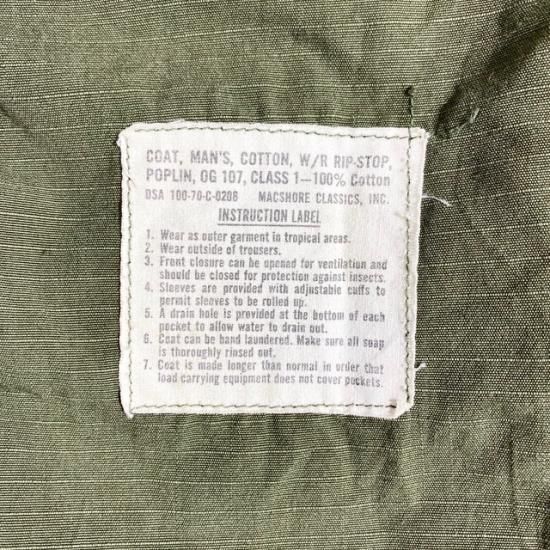 COAT, MAN'S, COTTON, W/R RIP-STOP,
POPLIN, OG 107, CLASS 1—100% Cotton
DSA 100-70-C-0208 MACSHORE CLASSICS, INC.
INSTRUCTION LABEL
1. Wear as outer garment in tropical areas.
2. Wear outside of trousers.
3. Front closure can be opened for ventilation and
should be closed for protection against insects.
4. Sleeves are provided with adjustable cuffs to
permit sleeves to be rolled up.
5. A drain hole is provided at the bottom of each
pocket to allow water to drain out.
6. Coat can be hand laundered. Make sure all soap
is thoroughly rinsed out.
7. Coat is made longer than normal in order that
load carrying equipment does not cover pockets.